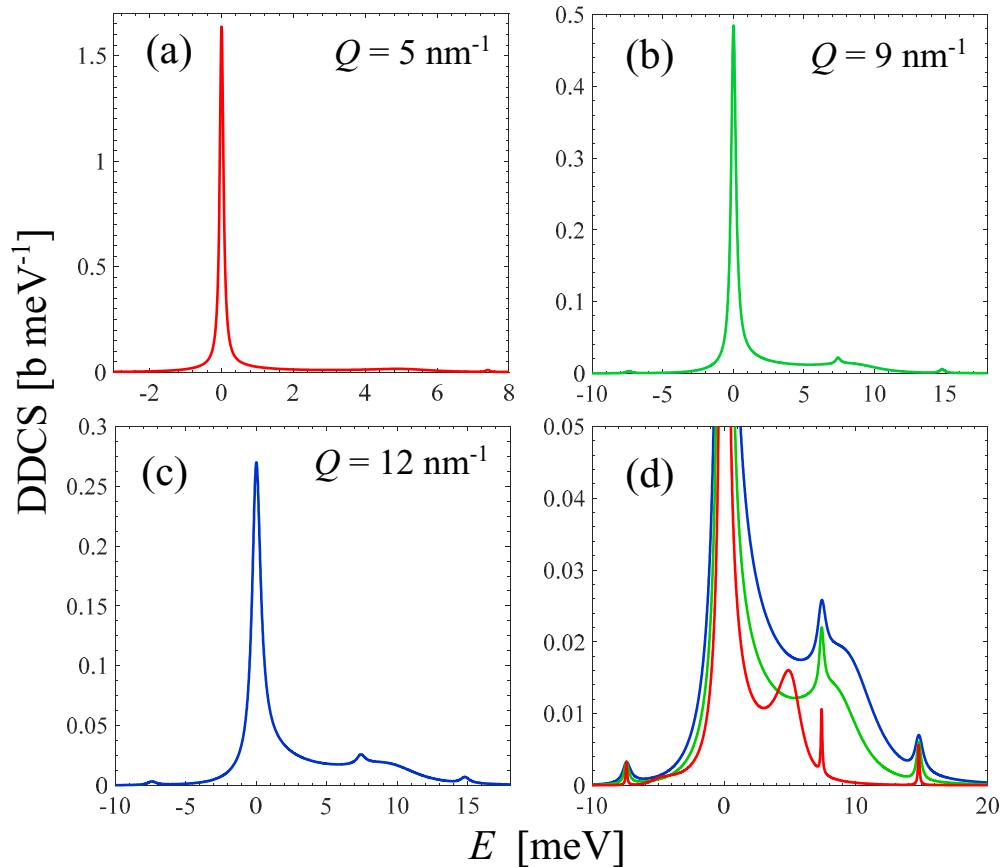 (a) Q = 5 nm⁻¹
1.5
1
0.5
0
-2 0 2 4 6 8
(b) Q = 9 nm⁻¹
0.5
0.4
0.3
0.2
0.1
0
-10 -5 0 5 10 15
DDCS [b meV⁻¹]
(c) Q = 12 nm⁻¹
0.3
0.25
0.2
0.15
0.1
0.05
0
-10 -5 0 5 10 15
(d)
0.05
0.04
0.03
0.02
0.01
0
-10 0 10 20
E [meV]